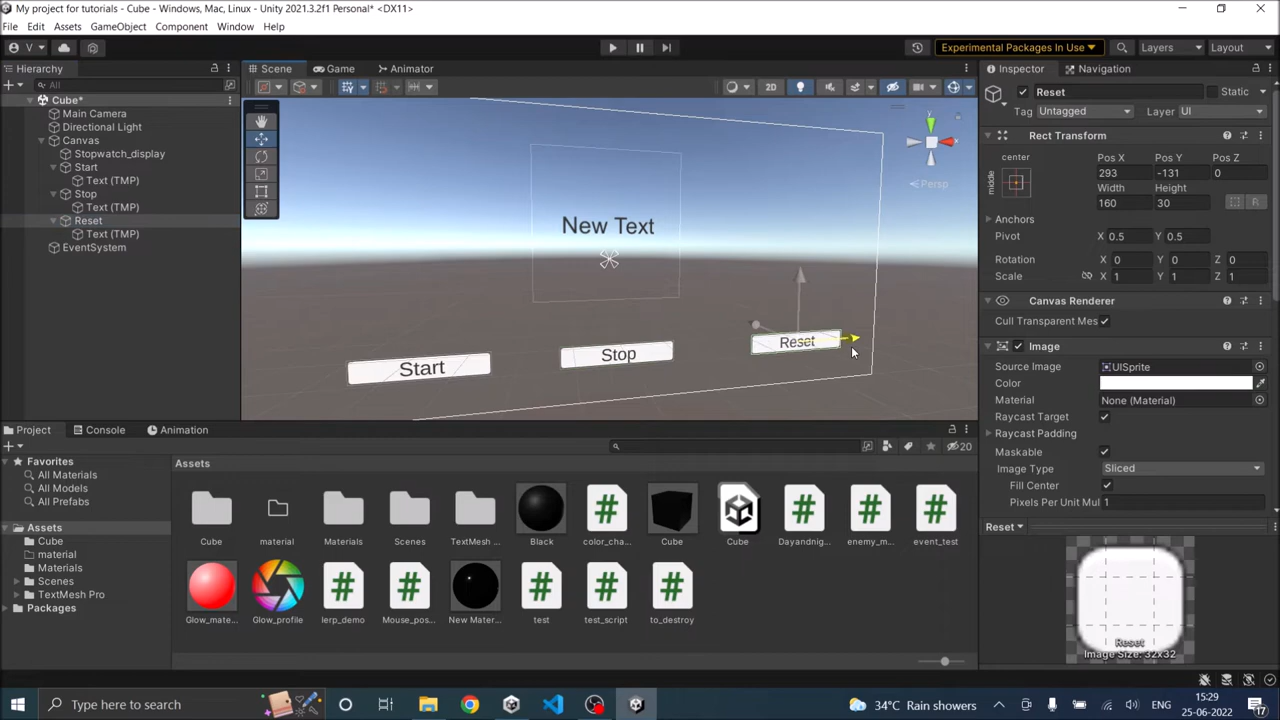 My project for tutorials - Cube - Windows, Mac, Linux - Unity 2021.3.2f1 Personal* <DX11>
File Edit Assets GameObject Component Window Help
V Experimental Packages In Use Layers Layout
Hierarchy Scene Game Animator Inspector Navigation
All 2D Reset Static
Cube* Tag Untagged Layer UI
Main Camera
Directional Light Rect Transform
Canvas center Pos X Pos Y Pos Z
Stopwatch_display middle 293 -131 0
Start Width Height
Text (TMP) Persp 160 30 R
Stop Anchors
Text (TMP) New Text Pivot X 0.5 Y 0.5
Reset Rotation X 0 Y 0 Z 0
Text (TMP) Scale X 1 Y 1 Z 1
EventSystem Canvas Renderer
Cull Transparent Mes
Start Stop Reset Image
Source Image UISprite
Color
Material None (Material)
Raycast Target
Project Console Animation Raycast Padding
20 Maskable
Favorites Assets Image Type Sliced
All Materials Fill Center
All Models Pixels Per Unit Mul 1
All Prefabs Reset
Assets Cube material Materials Scenes TextMesh ... Black color_cha... Cube Cube Dayandnig... enemy_m... event_test
Cube
material
Materials
Scenes
TextMesh Pro
Packages Glow_mate... Glow_profile lerp_demo Mouse_pos... New Mater... test test_script to_destroy
Reset
Image Size: 32x32
Type here to search 34°C Rain showers ENG 15:29
25-06-2022 17